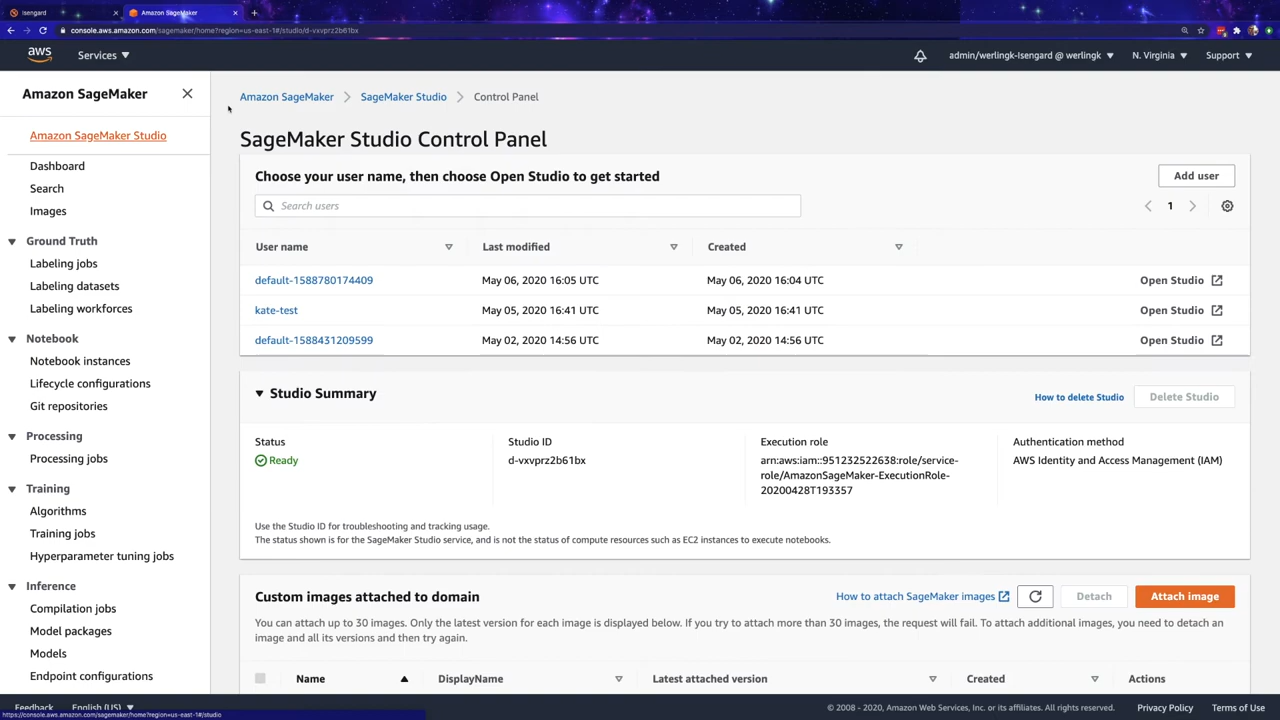 Isengard
Amazon SageMaker
console.aws.amazon.com/sagemaker/home?region=us-east-1#/studio/d-vxvprz2b61bx
aws
Services
admin/werlingk-Isengard @ werlingk
N. Virginia
Support
Amazon SageMaker
Amazon SageMaker Studio
Dashboard
Search
Images
Ground Truth
Labeling jobs
Labeling datasets
Labeling workforces
Notebook
Notebook instances
Lifecycle configurations
Git repositories
Processing
Processing jobs
Training
Algorithms
Training jobs
Hyperparameter tuning jobs
Inference
Compilation jobs
Model packages
Models
Endpoint configurations
Amazon SageMaker > SageMaker Studio > Control Panel
SageMaker Studio Control Panel
Choose your user name, then choose Open Studio to get started
Add user
Search users
1
User name Last modified Created
default-1588780174409 May 06, 2020 16:05 UTC May 06, 2020 16:04 UTC Open Studio
kate-test May 05, 2020 16:41 UTC May 05, 2020 16:41 UTC Open Studio
default-1588431209599 May 02, 2020 14:56 UTC May 02, 2020 14:56 UTC Open Studio
Studio Summary
How to delete Studio
Delete Studio
Status
Ready
Studio ID
d-vxvprz2b61bx
Execution role
arn:aws:iam::951232522638:role/service-
role/AmazonSageMaker-ExecutionRole-
20200428T193357
Authentication method
AWS Identity and Access Management (IAM)
Use the Studio ID for troubleshooting and tracking usage.
The status shown is for the SageMaker Studio service, and is not the status of compute resources such as EC2 instances to execute notebooks.
Custom images attached to domain
How to attach SageMaker images
Detach
Attach image
You can attach up to 30 images. Only the latest version for each image is displayed below. If you try to attach more than 30 images, the request will fail. To attach additional images, you need to detach an
image and all its versions and then try again.
Name DisplayName Latest attached version Created Actions
Feedback English (US)
© 2008 - 2020, Amazon Web Services, Inc. or its affiliates. All rights reserved.
Privacy Policy Terms of Use
https://console.aws.amazon.com/sagemaker/home?region=us-east-1#/studio